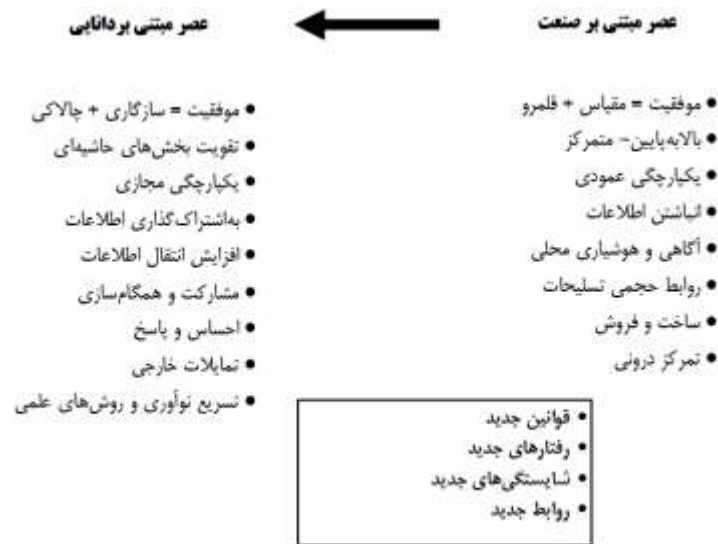 عصر مبتنی بر صنعت
موفقیت = مقیاس + قلمرو
بالابه‌پایین- متمرکز
یکپارچگی عمودی
انباشتن اطلاعات
آگاهی و هوشیاری محلی
روابط حجمی تسلیحات
ساخت و فروش
تمرکز درونی
عصر مبتنی بر دانایی
موفقیت = سازگاری + چالاکی
تقویت بخش‌های حاشیه‌ای
یکپارچگی مجازی
به‌اشتراک‌گذاری اطلاعات
افزایش انتقال اطلاعات
مشارکت و همگام‌سازی
احساس و پاسخ
تمایلات خارجی
تسریع نوآوری و روش‌های علمی
قوانین جدید
رفتارهای جدید
شایستگی‌های جدید
روابط جدید